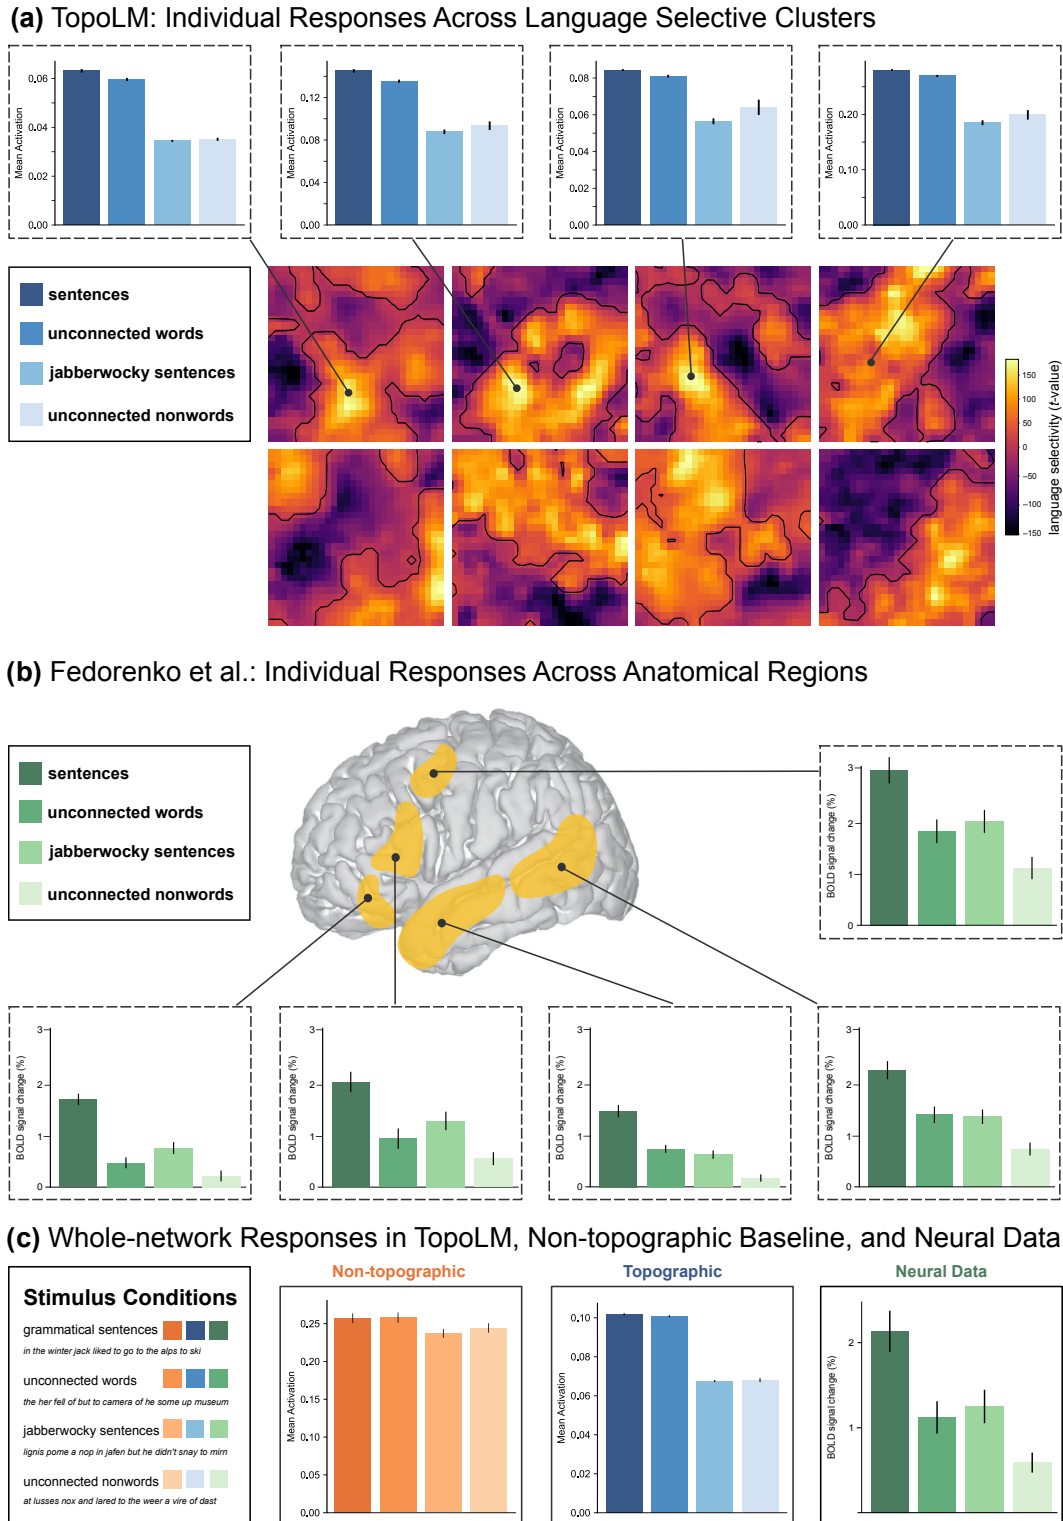 (a) TopoLM: Individual Responses Across Language Selective Clusters
Mean Activation
0.06
0.04
0.02
0.00
Mean Activation
0.12
0.08
0.04
0.00
Mean Activation
0.08
0.06
0.04
0.02
0.00
Mean Activation
0.20
0.10
0.00
sentences
unconnected words
jabberwocky sentences
unconnected nonwords
150
100
50
0
−50
−100
−150
language selectivity (t-value)
(b) Fedorenko et al.: Individual Responses Across Anatomical Regions
sentences
unconnected words
jabberwocky sentences
unconnected nonwords
BOLD signal change (%)
3
2
1
0
BOLD signal change (%)
3
2
1
0
BOLD signal change (%)
3
2
1
0
BOLD signal change (%)
3
2
1
0
BOLD signal change (%)
3
2
1
0
(c) Whole-network Responses in TopoLM, Non-topographic Baseline, and Neural Data
Stimulus Conditions
grammatical sentences
in the winter jack liked to go to the alps to ski
unconnected words
the her fell of but to camera of he some up museum
jabberwocky sentences
lignis pome a nop in jafen but he didn't snay to mirn
unconnected nonwords
at lusses nox and lared to the weer a vire of dast
Non-topographic
Mean Activation
0.25
0.20
0.15
0.10
0.05
0.00
Topographic
Mean Activation
0.10
0.08
0.06
0.04
0.02
0.00
Neural Data
BOLD signal change (%)
2
1